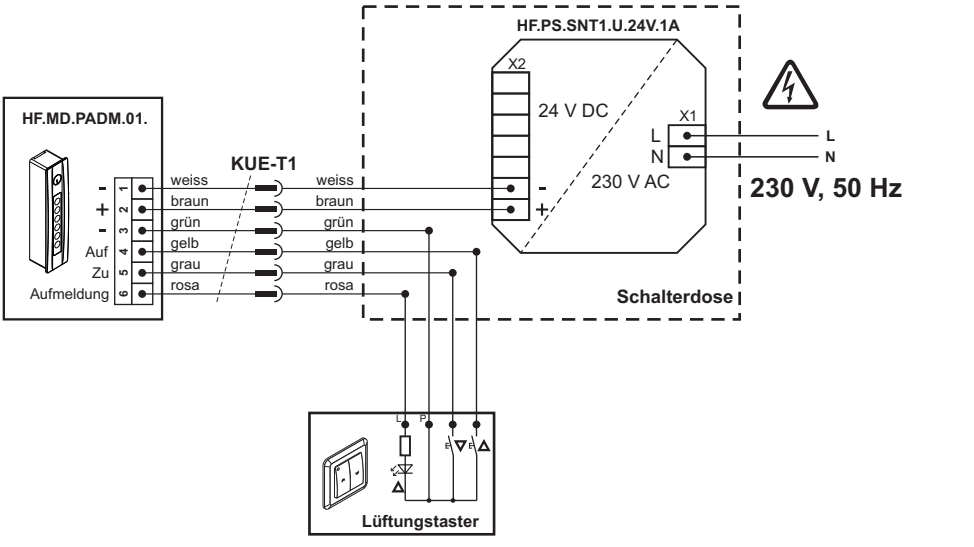 HF.PS.SNT1.U.24V.1A
X2
24 V DC
X1
L
N
L
N
230 V AC
230 V, 50 Hz
Schalterdose
HF.MD.PADM.01.
KUE-T1
- 1 weiss weiss -
+ 2 braun braun +
- 3 grün grün
Auf 4 gelb gelb
Zu 5 grau grau
Aufmeldung 6 rosa rosa
L P
E E
Lüftungstaster